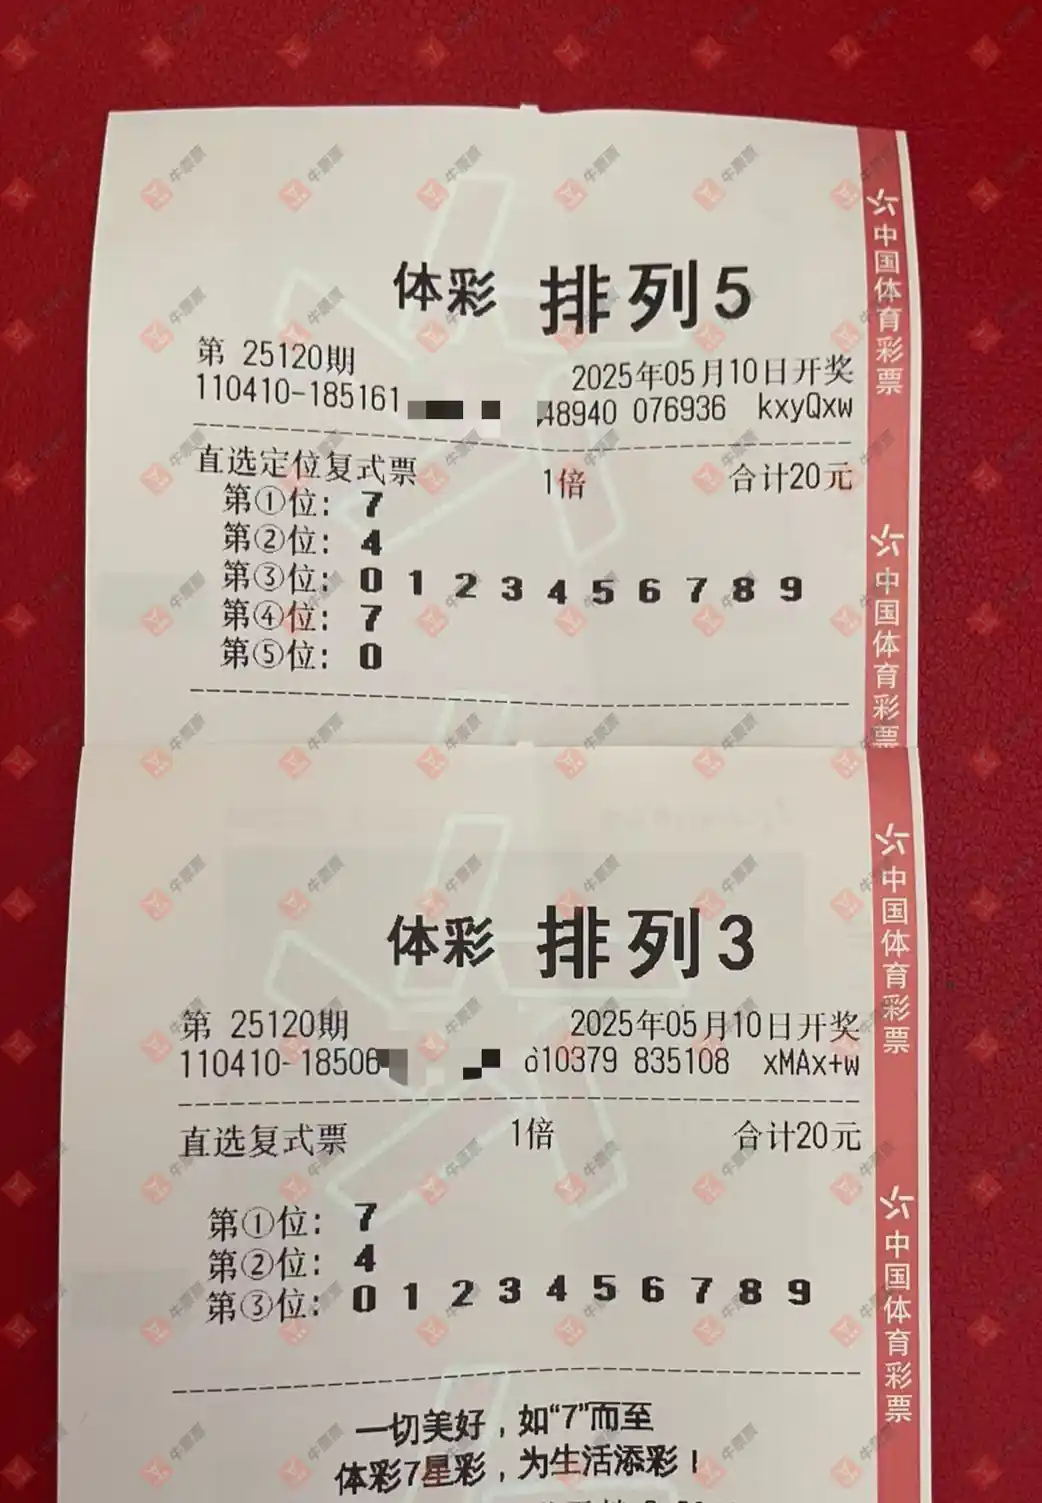 体彩 排列5
第 25120期 2025年05月10日开奖
110410-185161 48940 076936 kxyQxw
直选定位复式票 1倍 合计20元
第①位: 7
第②位: 4
第③位: 0 1 2 3 4 5 6 7 8 9
第④位: 7
第⑤位: 0
中国体育彩票
中国体育彩票
体彩 排列3
第 25120期 2025年05月10日开奖
110410-18506 10379 835108 xMAx+w
直选复式票 1倍 合计20元
第①位: 7
第②位: 4
第③位: 0 1 2 3 4 5 6 7 8 9
一切美好，如“7”而至
体彩7星彩，为生活添彩！
中国体育彩票
中国体育彩票
牛票票